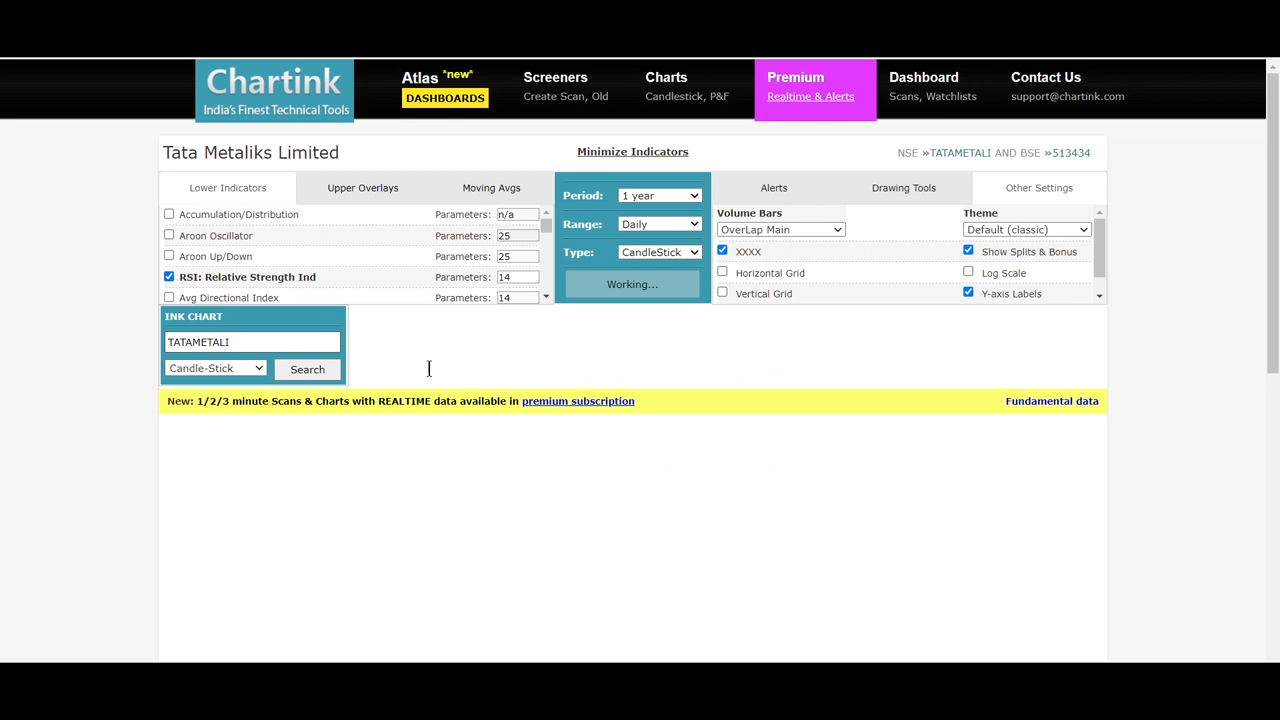 Chartink
India's Finest Technical Tools
Atlas *new*
DASHBOARDS
Screeners
Create Scan, Old
Charts
Candlestick, P&F
Premium
Realtime & Alerts
Dashboard
Scans, Watchlists
Contact Us
support@chartink.com
Tata Metaliks Limited
Minimize Indicators
NSE »TATAMETALI AND BSE »513434
Lower Indicators
Upper Overlays
Moving Avgs
Accumulation/Distribution Parameters: n/a
Aroon Oscillator 25
Aroon Up/Down Parameters: 25
RSI: Relative Strength Ind Parameters: 14
Avg Directional Index Parameters: 14
Period: 1 year
Range: Daily
Type: CandleStick
Working...
Alerts
Drawing Tools
Other Settings
Volume Bars
OverLap Main
XXXX
Horizontal Grid
Vertical Grid
Theme
Default (classic)
Show Splits & Bonus
Log Scale
Y-axis Labels
INK CHART
TATAMETALI
Candle-Stick
Search
New: 1/2/3 minute Scans & Charts with REALTIME data available in premium subscription
Fundamental data